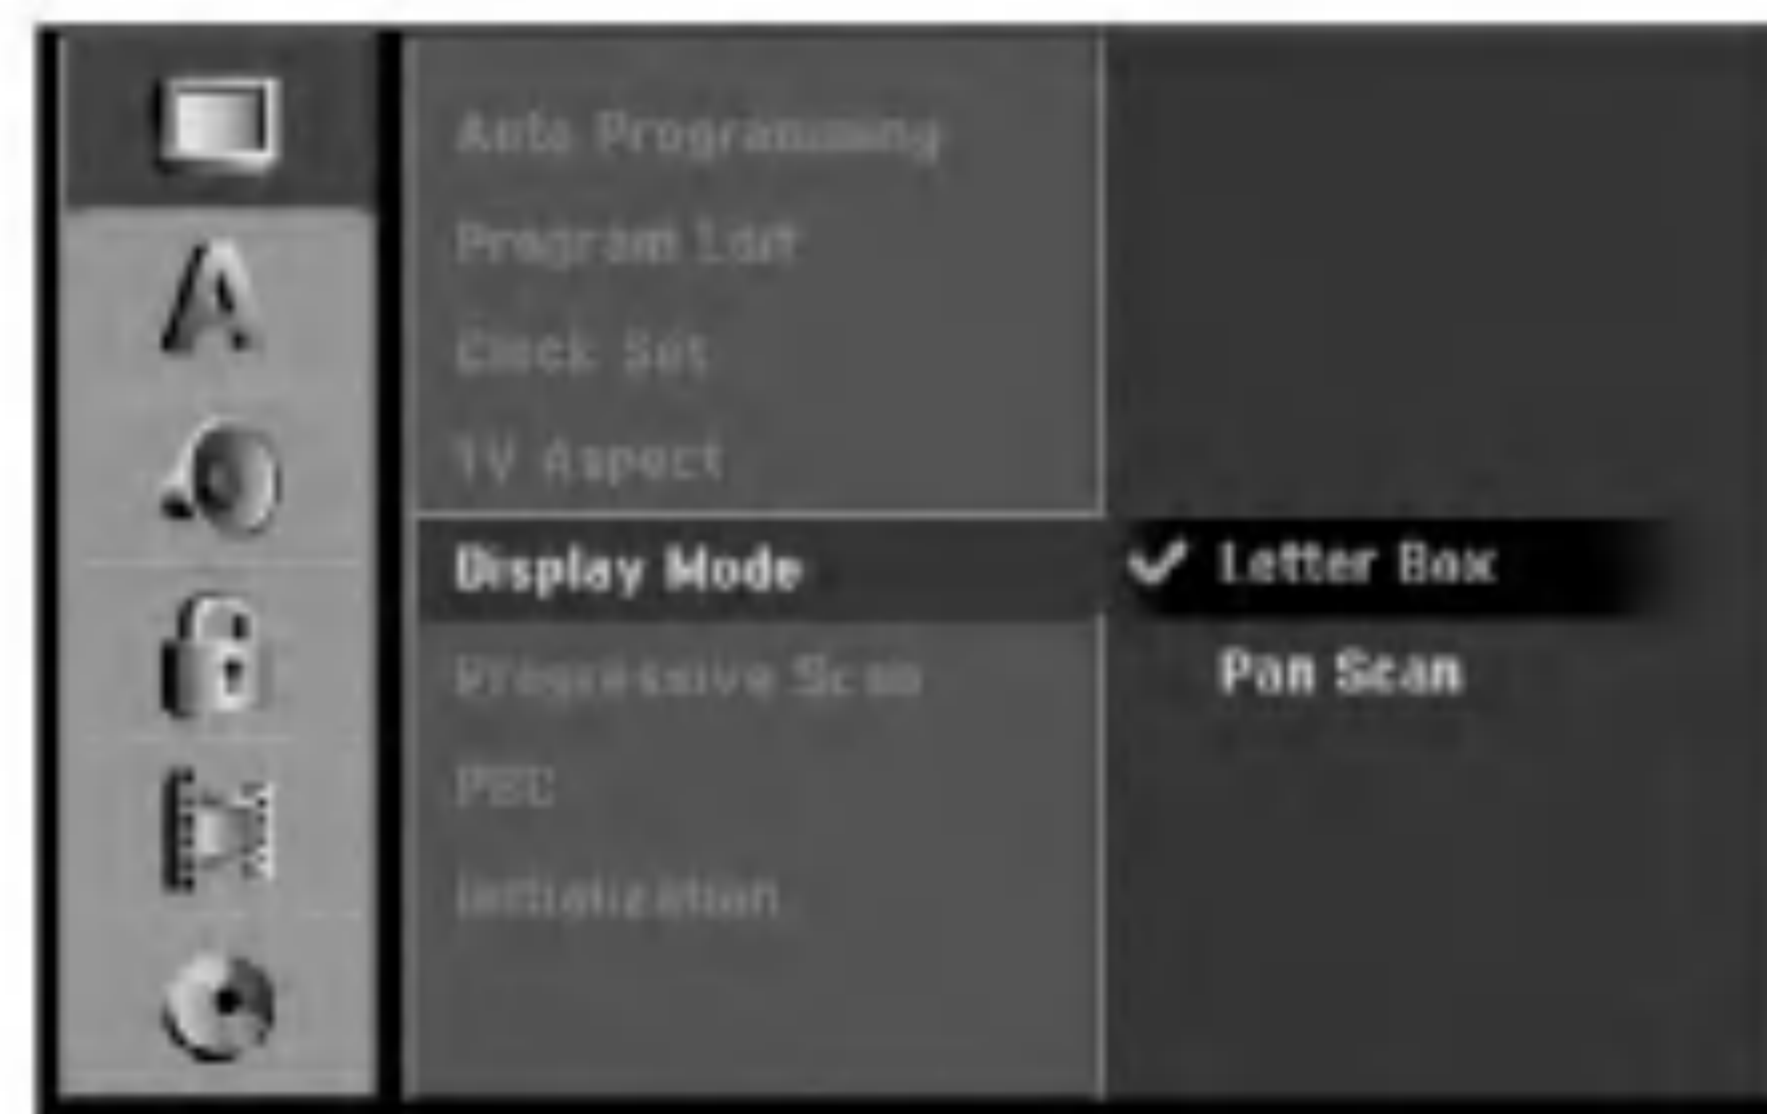 Auto Programming
Program Edit
Clock Set
TV Aspect
Display Mode
Letter Box
Progressive Scan
Pan Scan
PBC
Initialization